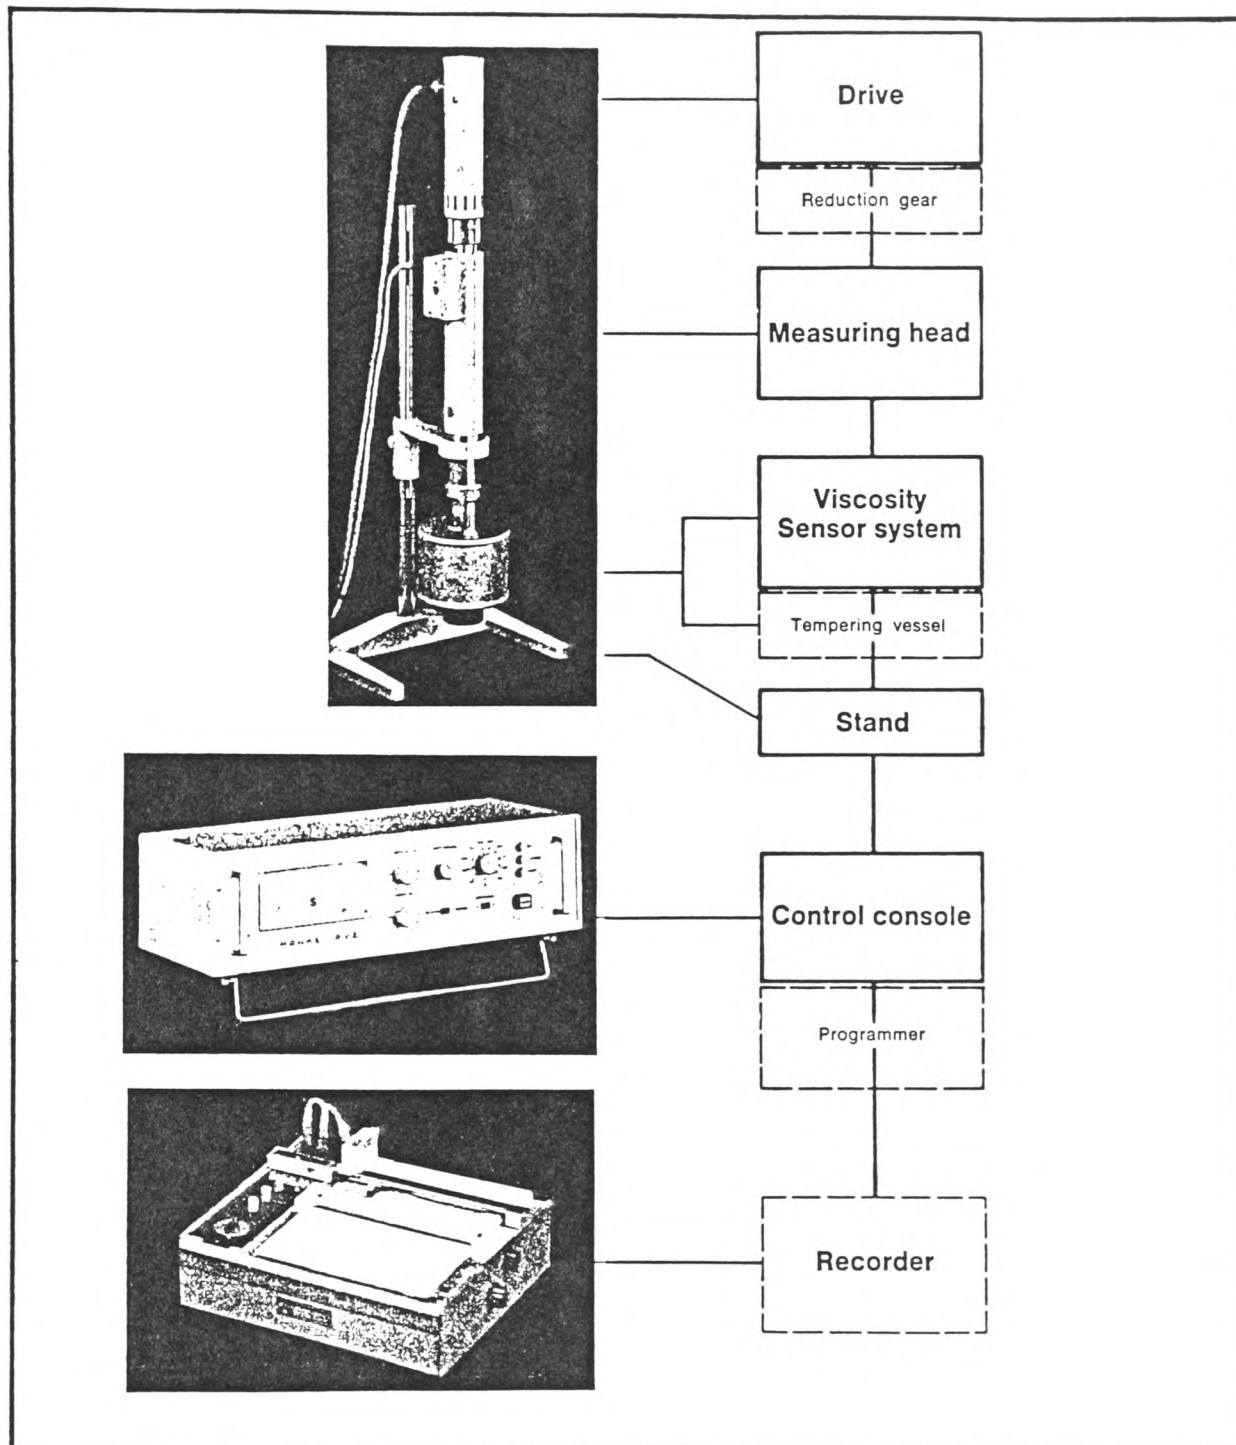 Drive
Reduction gear
Measuring head
Viscosity
Sensor system
Tempering vessel
Stand
Control console
Programmer
Recorder